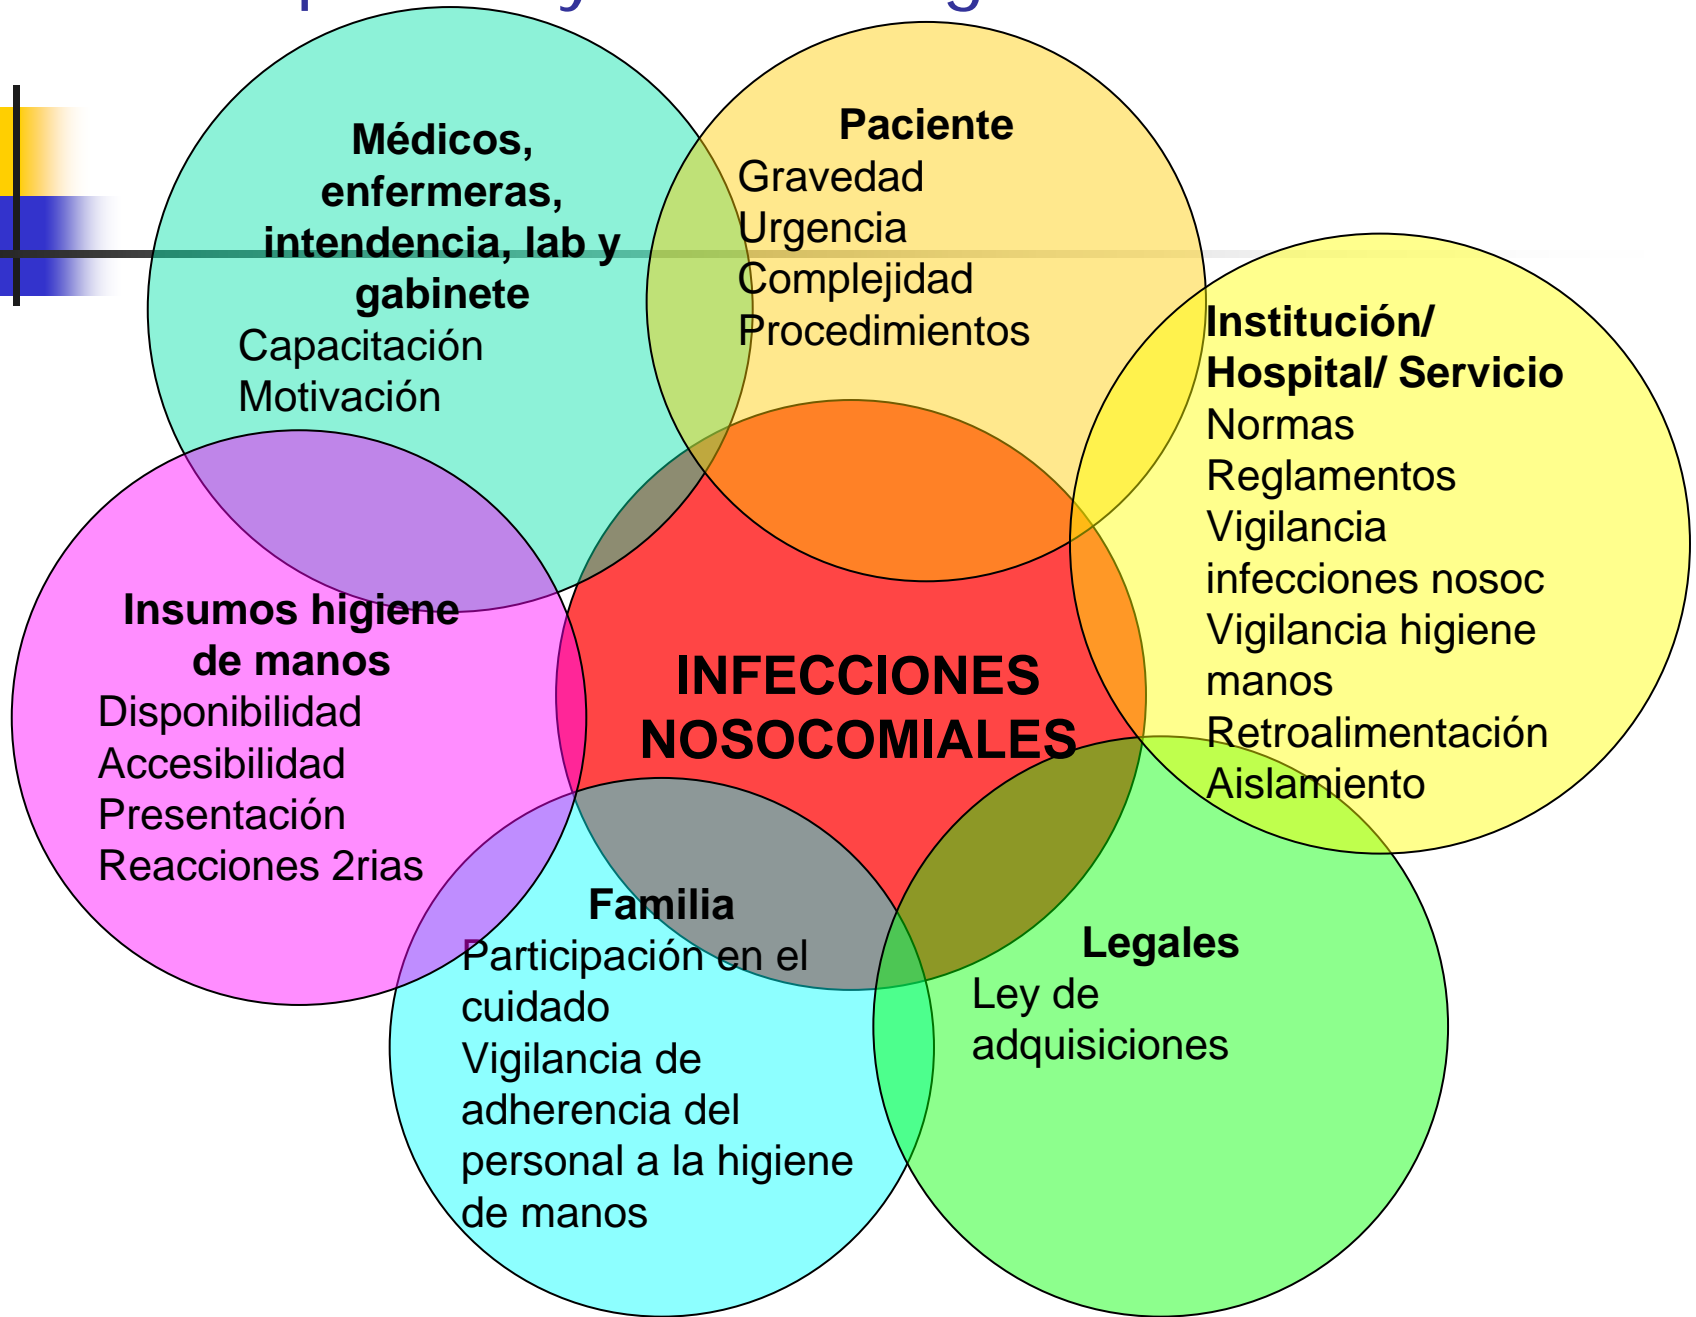 Médicos,
enfermeras,
intendencia, lab y
gabinete
Capacitación
Motivación
Paciente
Gravedad
Urgencia
Complejidad
Procedimientos
Institución/
Hospital/ Servicio
Normas
Reglamentos
Vigilancia
infecciones nosoc
Vigilancia higiene
manos
Retroalimentación
Aislamiento
Insumos higiene
de manos
Disponibilidad
Accesibilidad
Presentación
Reacciones 2rias
INFECCIONES
NOSOCOMIALES
Familia
Participación en el
cuidado
Vigilancia de
adherencia del
personal a la higiene
de manos
Legales
Ley de
adquisiciones